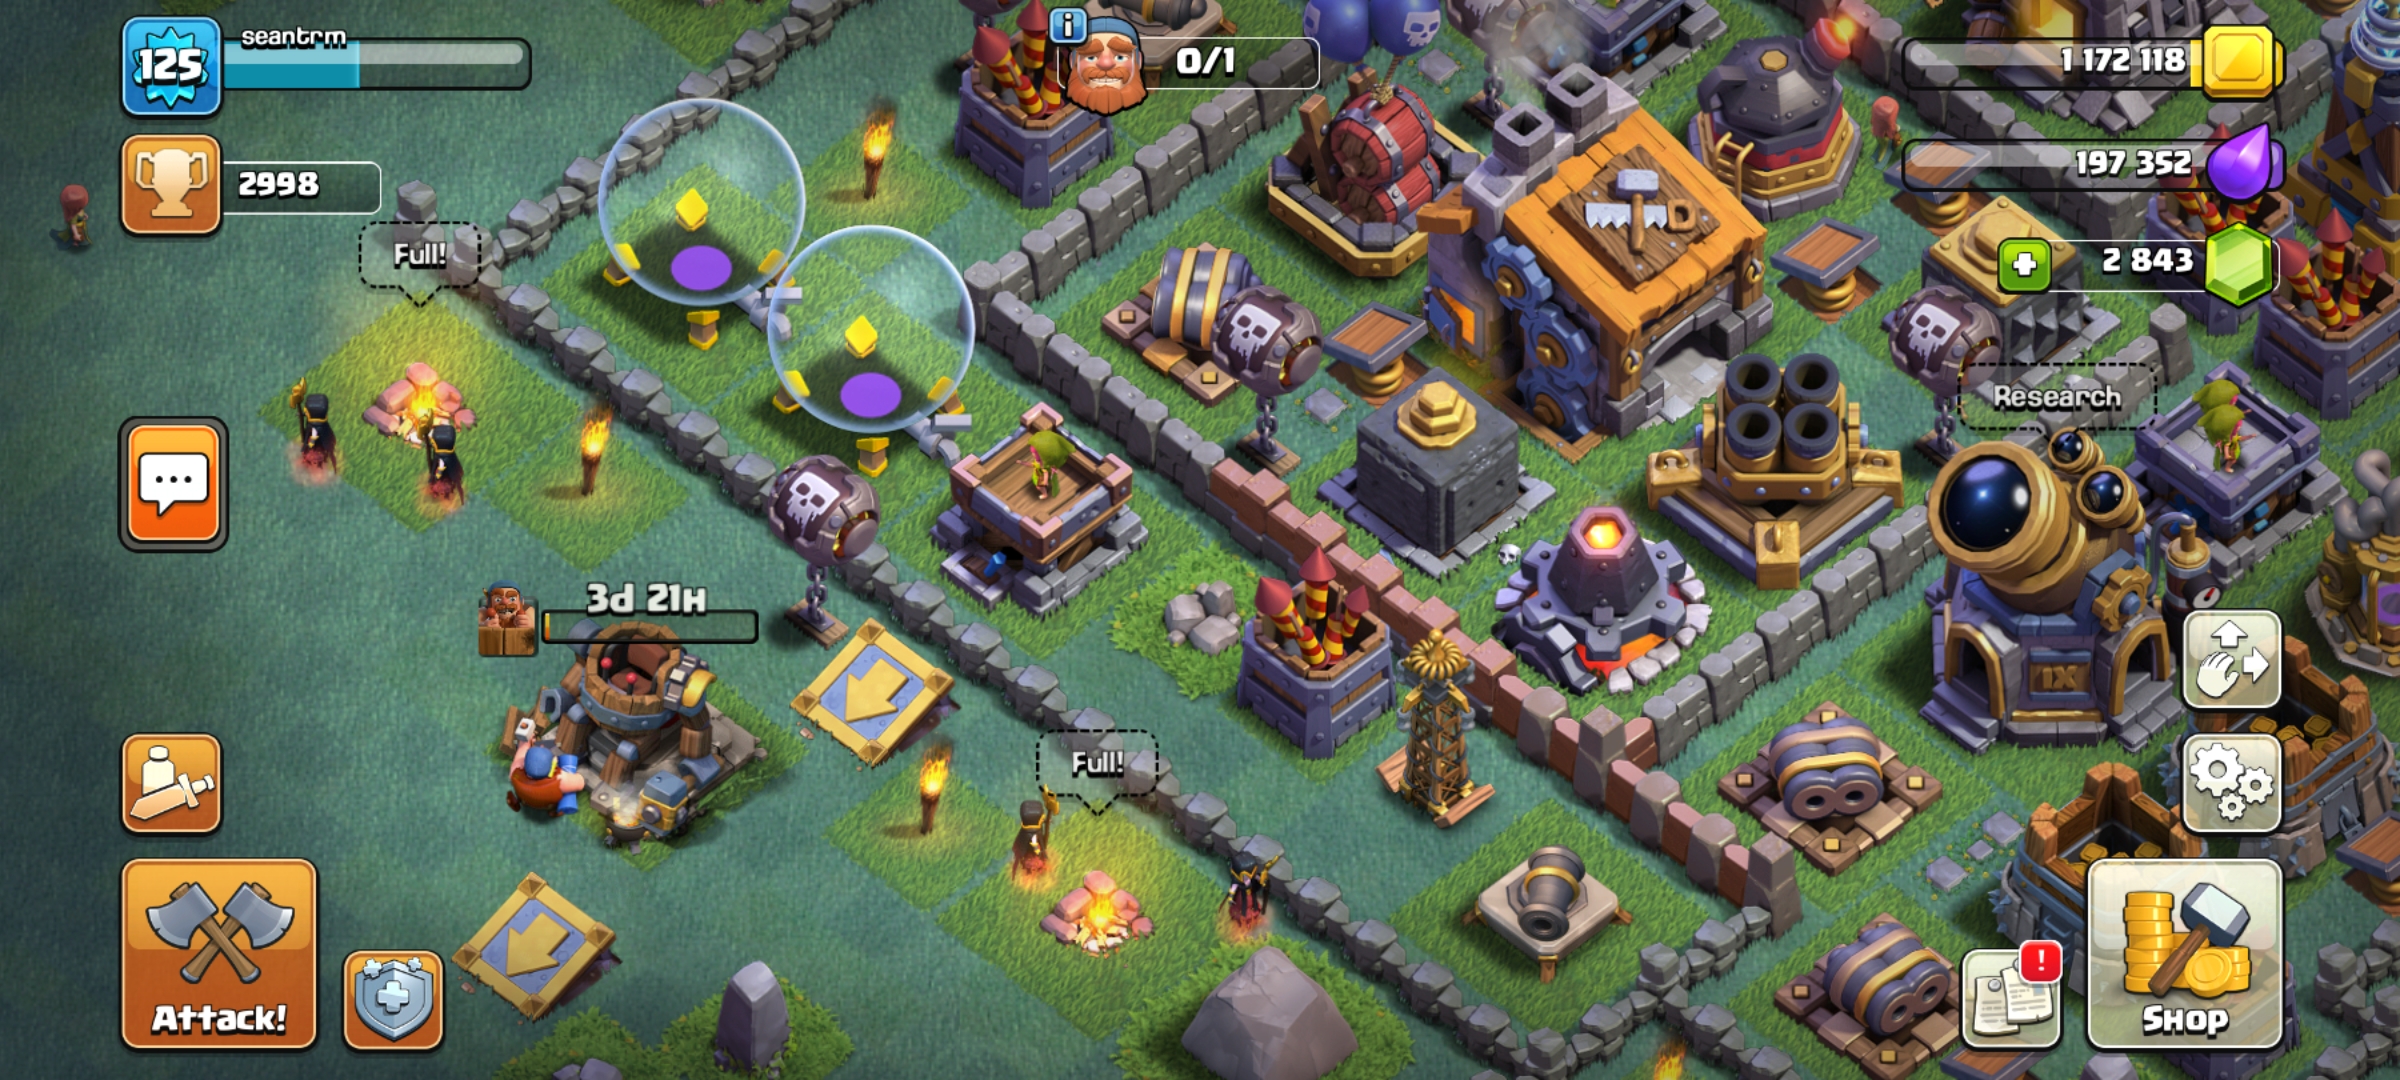 125
seantrm
0/1
1 172 118
2998
197 352
Full!
2 843
Research
3d 21H
IX
Full!
Attack!
!
Shop